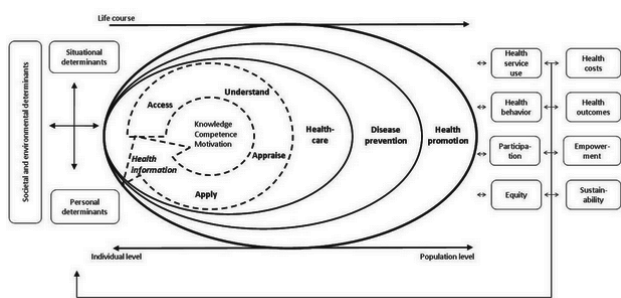 Life course
Societal and environmental determinants
Situational
determinants
Personal
determinants
Access
Understand
Knowledge
Competence
Motivation
Health
information
Appraise
Apply
Health-
care
Disease
prevention
Health
promotion
Health
service
use
Health
costs
Health
behavior
Health
outcomes
Participa-
tion
Empower-
ment
Equity
Sustain-
ability
Individual level
Population level